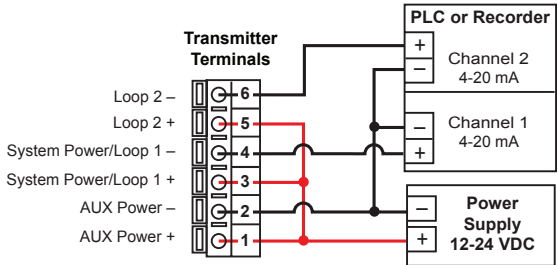 PLC or Recorder
Transmitter
Terminals
+
Channel 2
–
4-20 mA
Loop 2 –
6
Loop 2 +
5
–
Channel 1
4-20 mA
System Power/Loop 1 –
4
+
System Power/Loop 1 +
3
AUX Power –
2
–
Power
Supply
12-24 VDC
AUX Power +
1
+